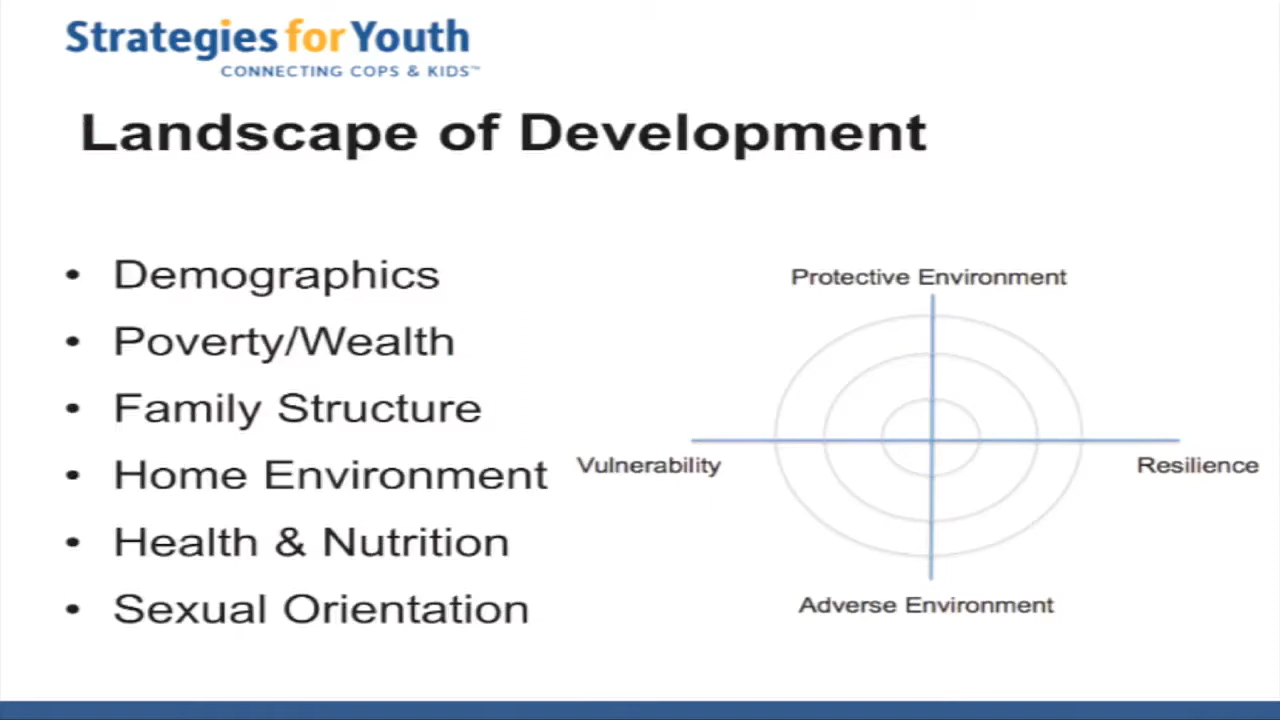 Strategies for Youth
CONNECTING COPS & KIDS™
Landscape of Development
• Demographics
• Poverty/Wealth
• Family Structure
• Home Environment
• Health & Nutrition
• Sexual Orientation
Protective Environment
Vulnerability
Resilience
Adverse Environment